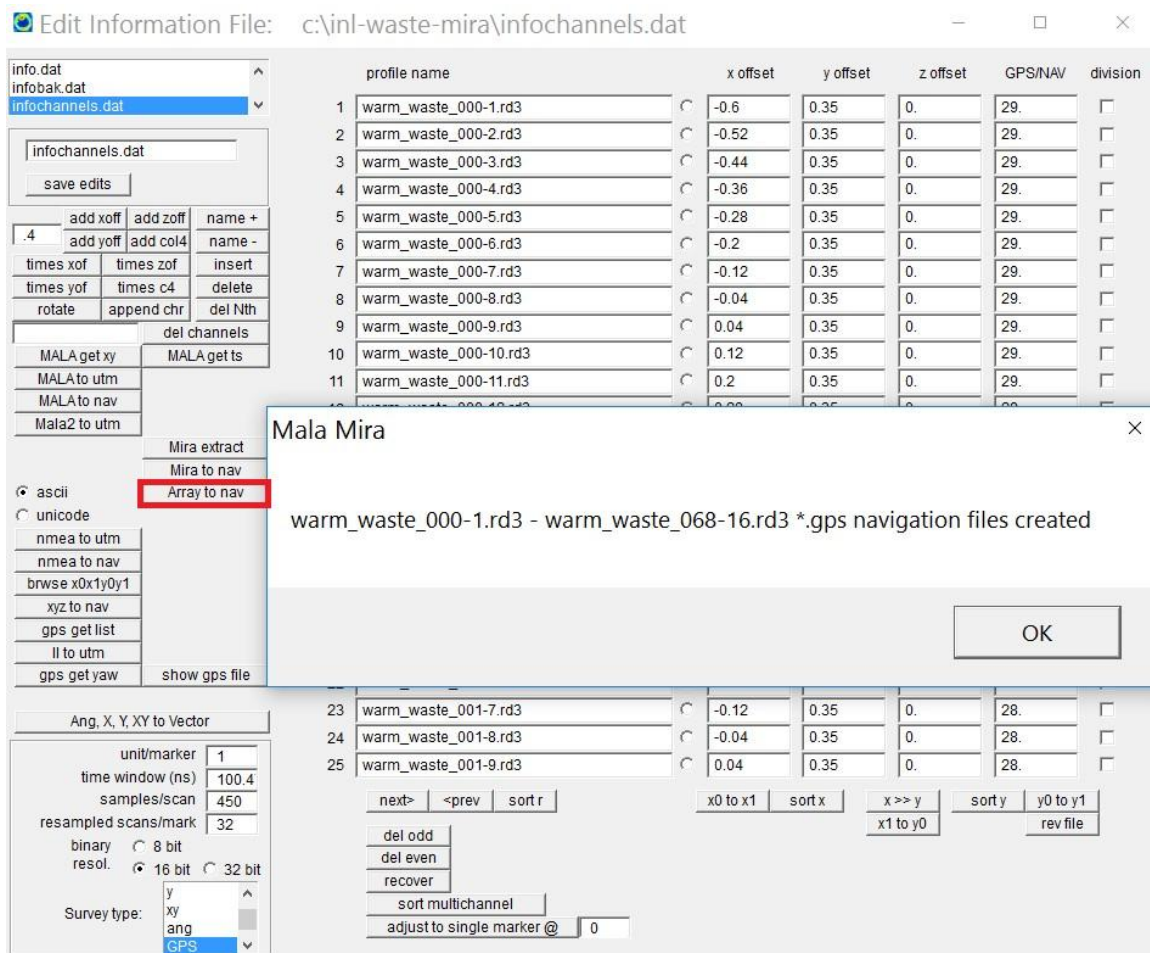 Edit Information File: c:\inl-waste-mira\infochannels.dat
info.dat
infobak.dat
infochannels.dat
infochannels.dat
save edits
add xoff add zoff name +
.4 add yoff add col4 name -
times xof times zof insert
times yof times c4 delete
rotate append chr del Nth
del channels
MALA get xy MALA get ts
MALA to utm
MALA to nav
Mala2 to utm
Mira extract
Mira to nav
ascii Array to nav
unicode
nmea to utm
nmea to nav
brwse x0x1y0y1
xyz to nav
gps get list
ll to utm
gps get yaw show gps file
Ang, X, Y, XY to Vector
unit/marker 1
time window (ns) 100.4
samples/scan 450
resampled scans/mark 32
binary 8 bit
resol. 16 bit 32 bit
Survey type: y
xy
ang
GPS
profile name x offset y offset z offset GPS/NAV division
1 warm_waste_000-1.rd3 -0.6 0.35 0. 29.
2 warm_waste_000-2.rd3 -0.52 0.35 0. 29.
3 warm_waste_000-3.rd3 -0.44 0.35 0. 29.
4 warm_waste_000-4.rd3 -0.36 0.35 0. 29.
5 warm_waste_000-5.rd3 -0.28 0.35 0. 29.
6 warm_waste_000-6.rd3 -0.2 0.35 0. 29.
7 warm_waste_000-7.rd3 -0.12 0.35 0. 29.
8 warm_waste_000-8.rd3 -0.04 0.35 0. 29.
9 warm_waste_000-9.rd3 0.04 0.35 0. 29.
10 warm_waste_000-10.rd3 0.12 0.35 0. 29.
11 warm_waste_000-11.rd3 0.2 0.35 0. 29.
Mala Mira
warm_waste_000-1.rd3 - warm_waste_068-16.rd3 *.gps navigation files created
OK
23 warm_waste_001-7.rd3 -0.12 0.35 0. 28.
24 warm_waste_001-8.rd3 -0.04 0.35 0. 28.
25 warm_waste_001-9.rd3 0.04 0.35 0. 28.
next> <prev sort r x0 to x1 sort x x >> y sort y y0 to y1
x1 to y0 rev file
del odd
del even
recover
sort multichannel
adjust to single marker @ 0